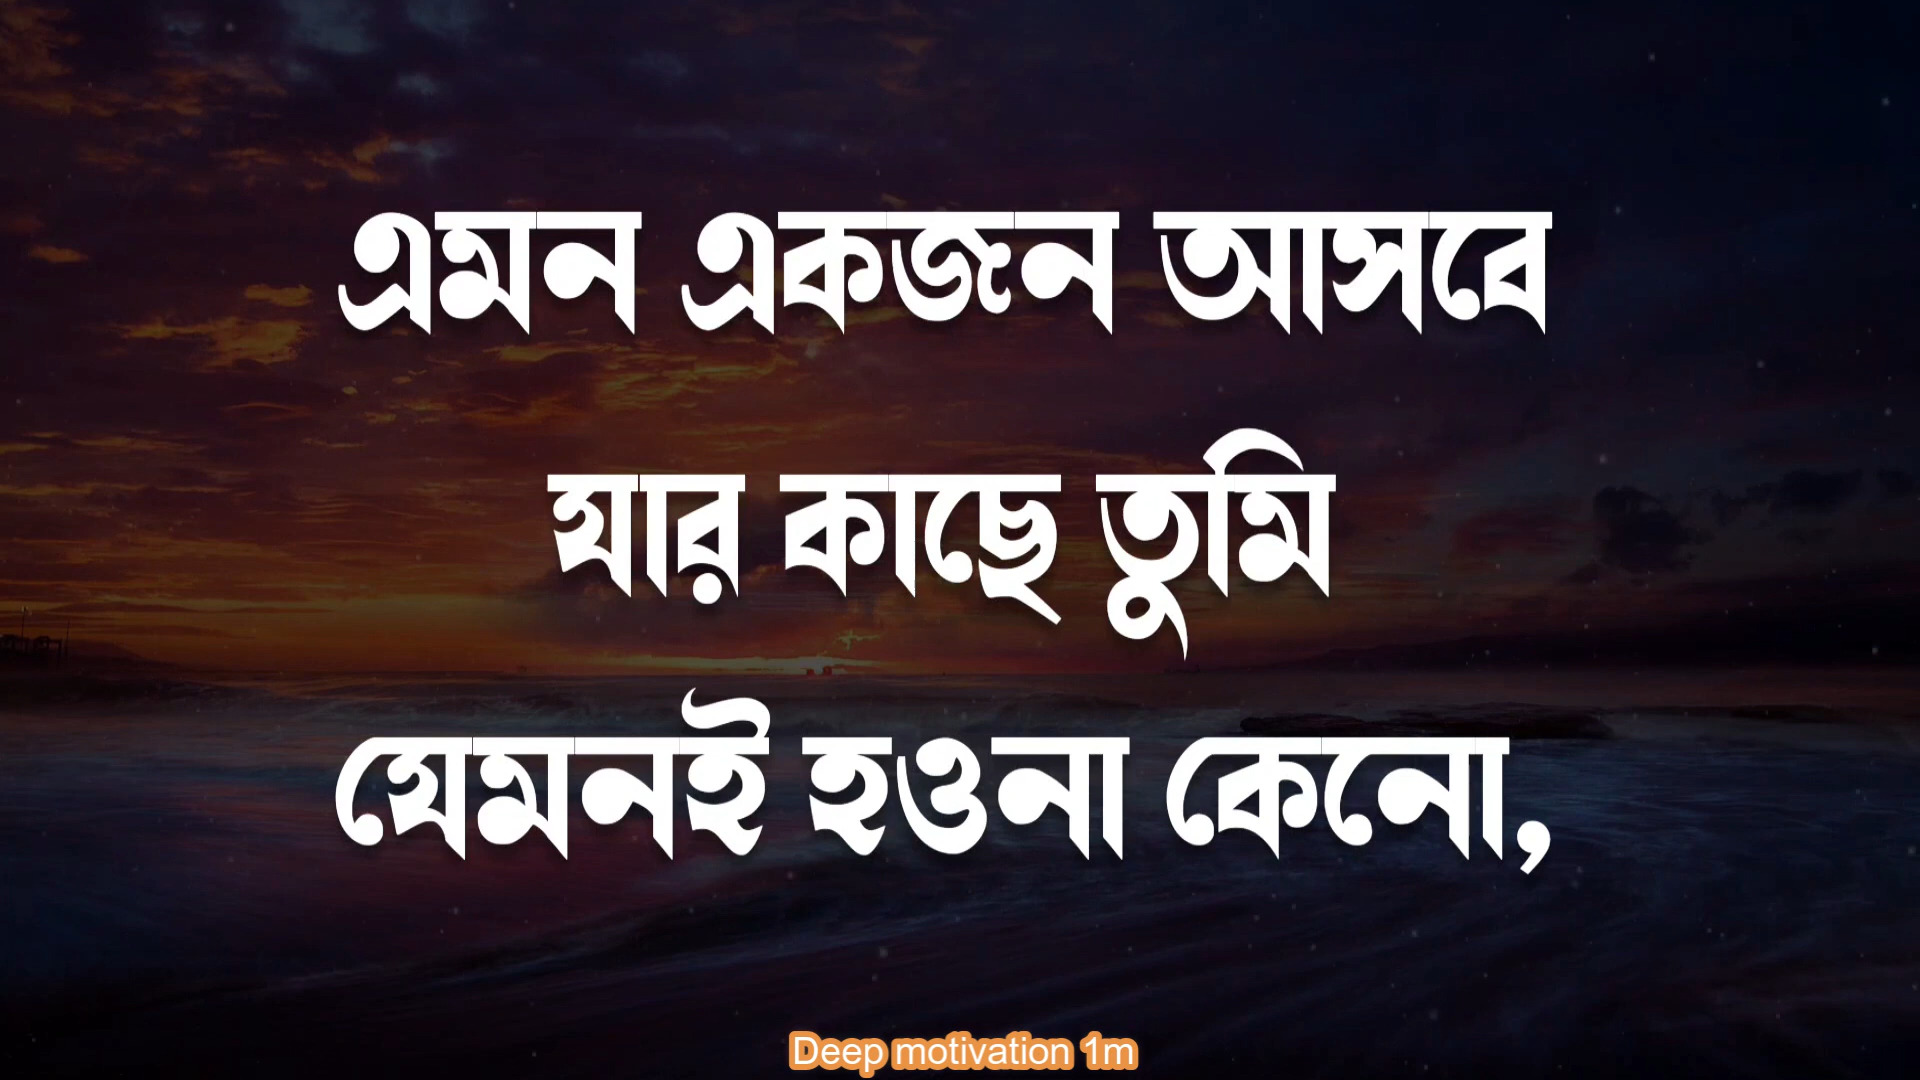 এমন একজন আসবে
যার কাছে তুমি
যেমনই হওনা কেনো,
Deep motivation 1m